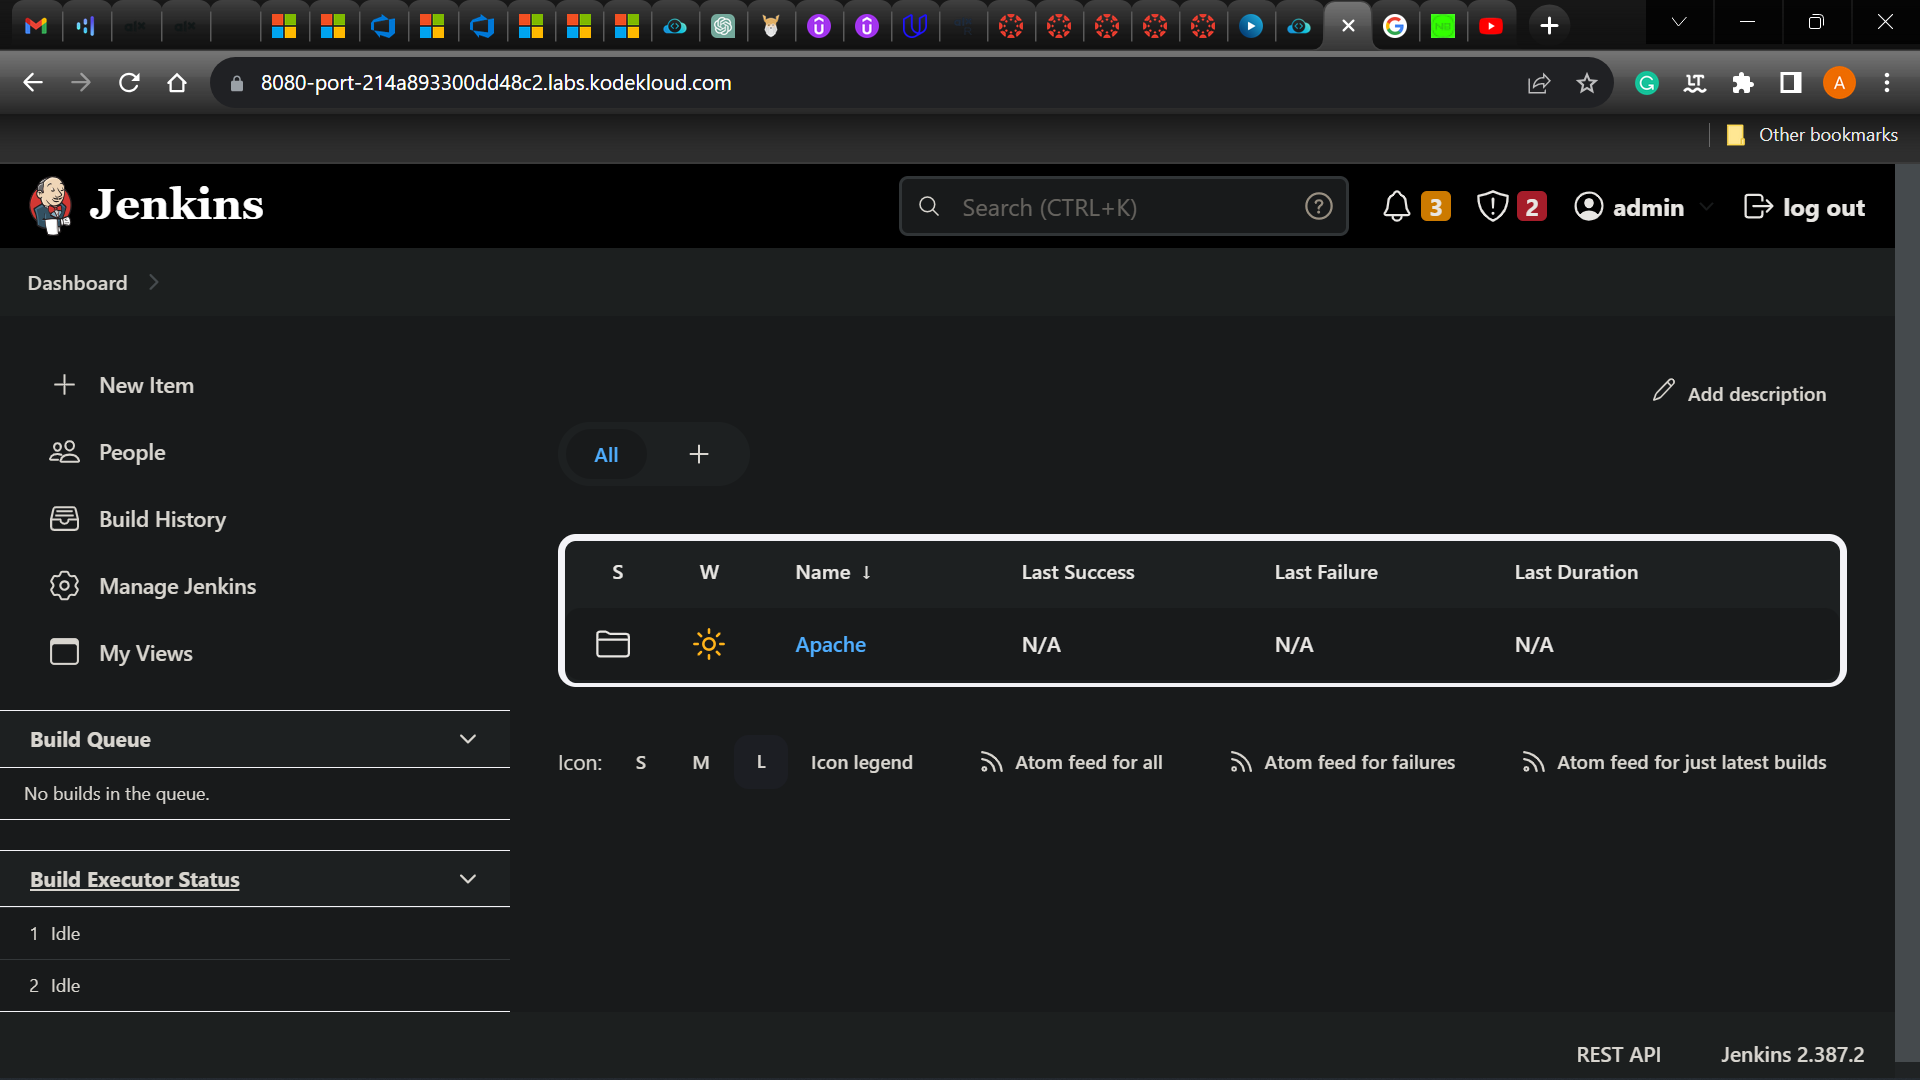 8080-port-214a893300dd48c2.labs.kodekloud.com
Other bookmarks
Jenkins
Search (CTRL+K)
3
2
admin
log out
Dashboard
New Item
People
Build History
Manage Jenkins
My Views
Add description
All
S W Name ↓ Last Success Last Failure Last Duration
Apache N/A N/A N/A
Icon: S M L Icon legend Atom feed for all Atom feed for failures Atom feed for just latest builds
Build Queue
No builds in the queue.
Build Executor Status
1 Idle
2 Idle
REST API Jenkins 2.387.2